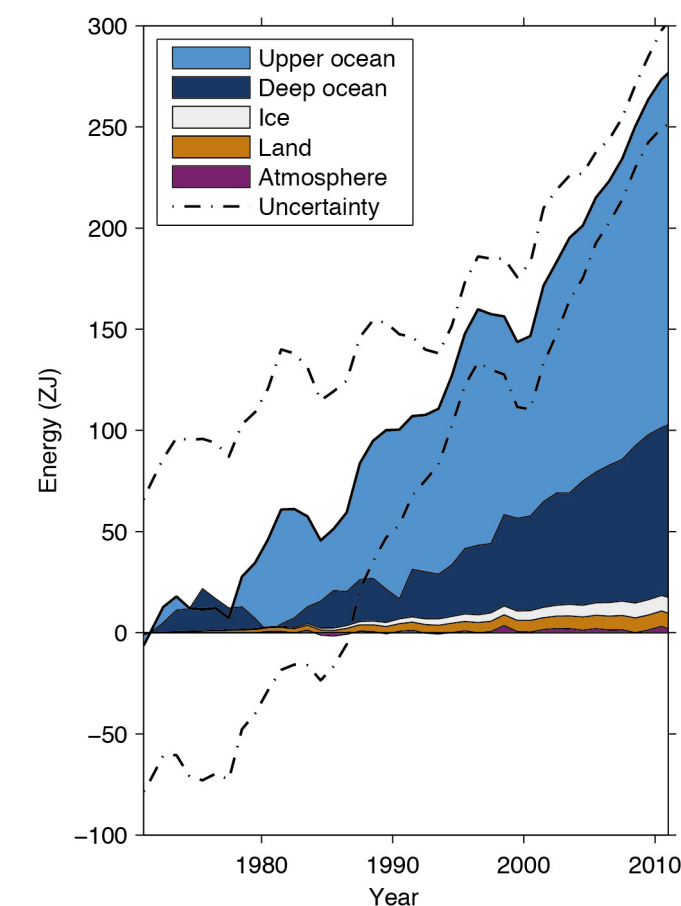 300
250
200
150
100
50
0
−50
−100
Energy (ZJ)
Upper ocean
Deep ocean
Ice
Land
Atmosphere
Uncertainty
1980
1990
2000
2010
Year